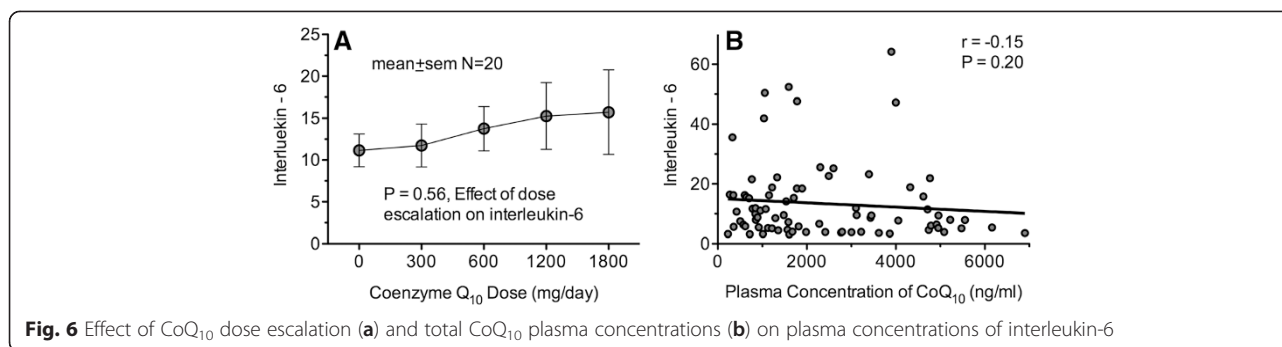 A
mean±sem N=20
25
20
15
10
5
0
Interluekin - 6
P = 0.56, Effect of dose
escalation on interleukin-6
0 300 600 1200 1800
Coenzyme Q10 Dose (mg/day)
B
r = -0.15
P = 0.20
60
40
20
0
Interleukin - 6
0 2000 4000 6000
Plasma Concentration of CoQ10 (ng/ml)
Fig. 6 Effect of CoQ10 dose escalation (a) and total CoQ10 plasma concentrations (b) on plasma concentrations of interleukin-6